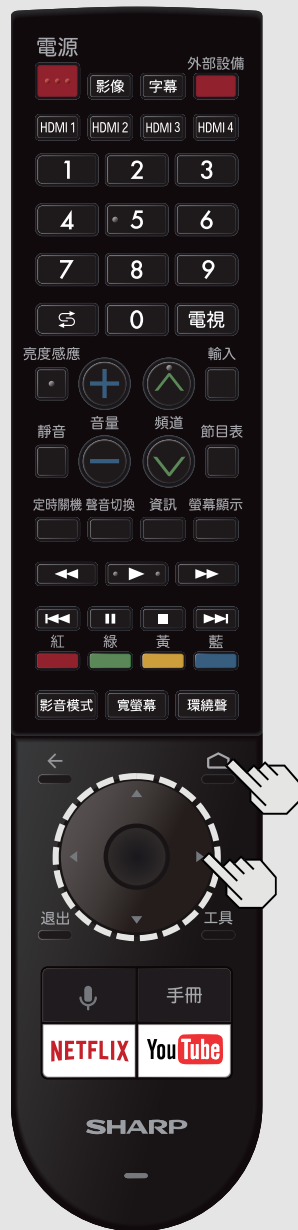 電源
外部設備
影像 字幕
HDMI 1 HDMI 2 HDMI 3 HDMI 4
1 2 3
4 5 6
7 8 9
0 電視
亮度感應 輸入
靜音 音量 頻道 節目表
定時關機 聲音切換 資訊 螢幕顯示
紅 綠 黃 藍
影音模式 寬螢幕 環繞聲
退出 工具
手冊
NETFLIX YouTube
SHARP